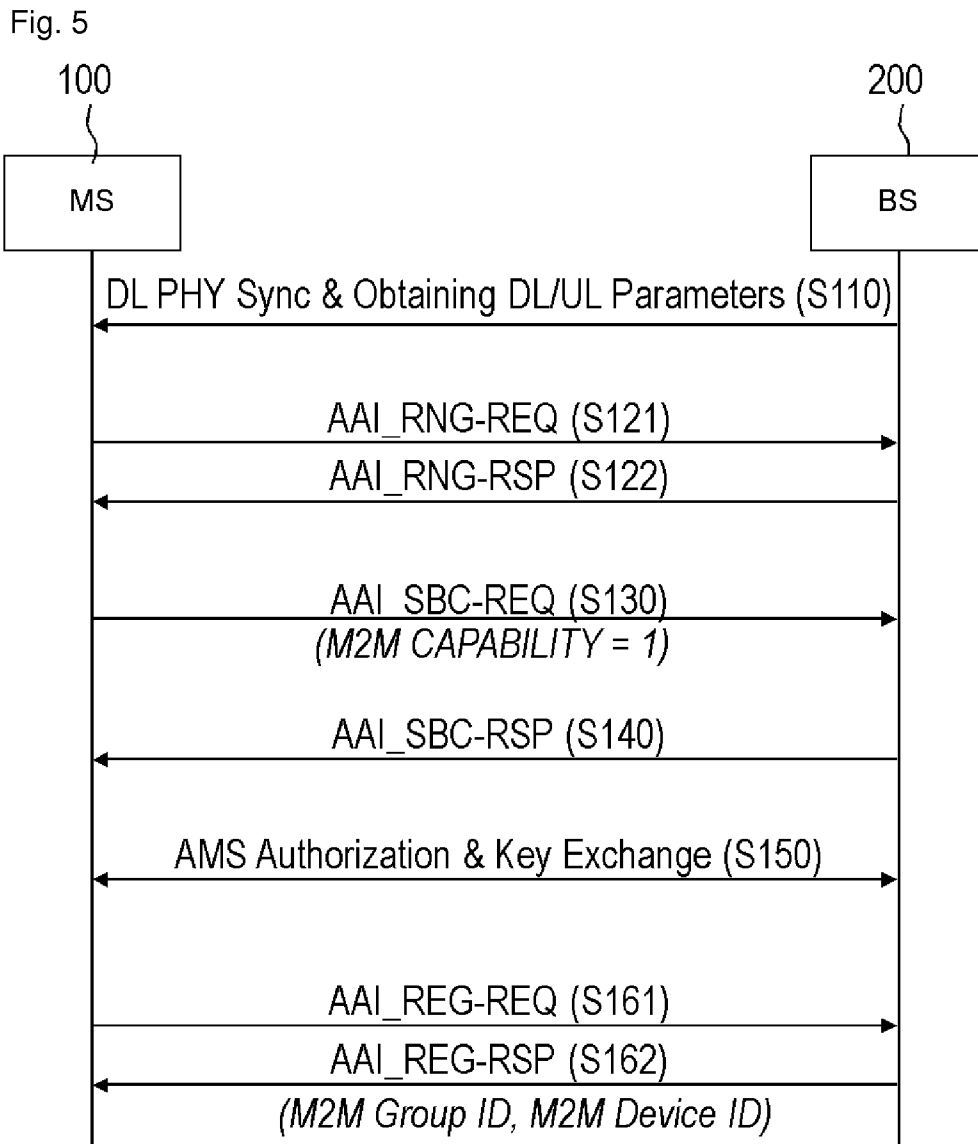 Fig. 5
100
200
MS
BS
DL PHY Sync & Obtaining DL/UL Parameters (S110)
AAI_RNG-REQ (S121)
AAI_RNG-RSP (S122)
AAI_SBC-REQ (S130)
(M2M CAPABILITY = 1)
AAI_SBC-RSP (S140)
AMS Authorization & Key Exchange (S150)
AAI_REG-REQ (S161)
AAI_REG-RSP (S162)
(M2M Group ID, M2M Device ID)